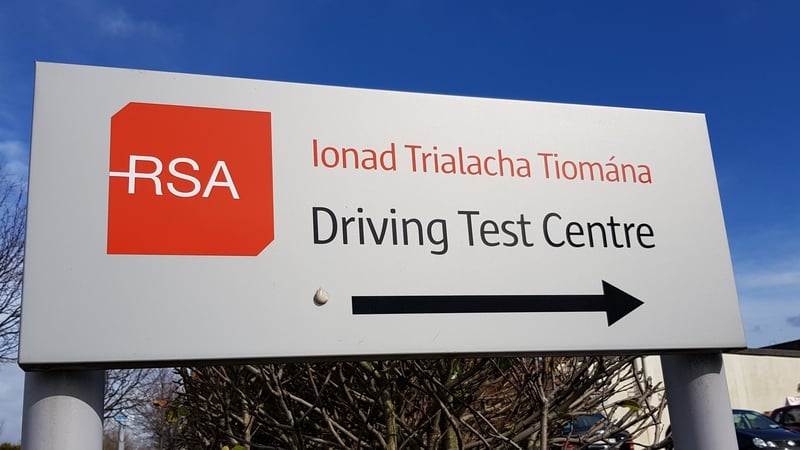 RSA
Ionad Trialacha Tiomána
Driving Test Centre